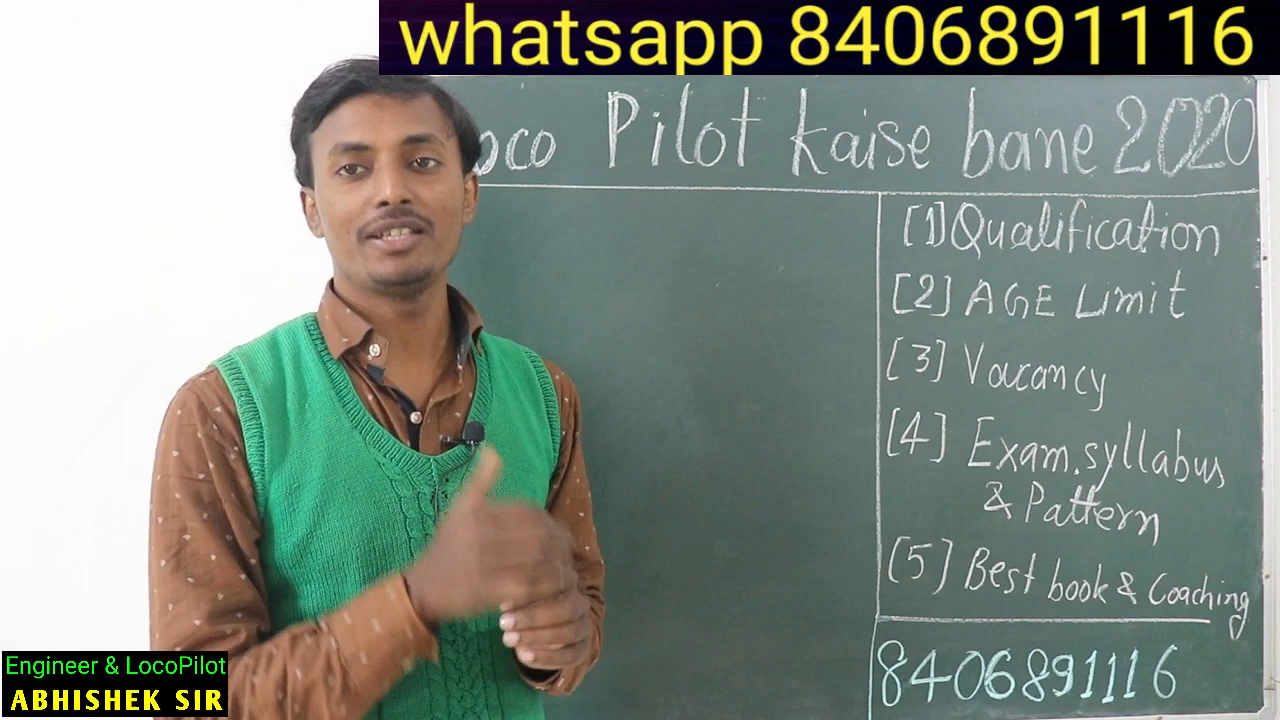 whatsapp 8406891116
oco Pilot kaise bane 2020
[1] Qualification
[2] AGE Limit
[3] Vacancy
[4] Exam.syllabus
& Pattern
[5] Best book & Coaching
8406891116
Engineer & LocoPilot
ABHISHEK SIR